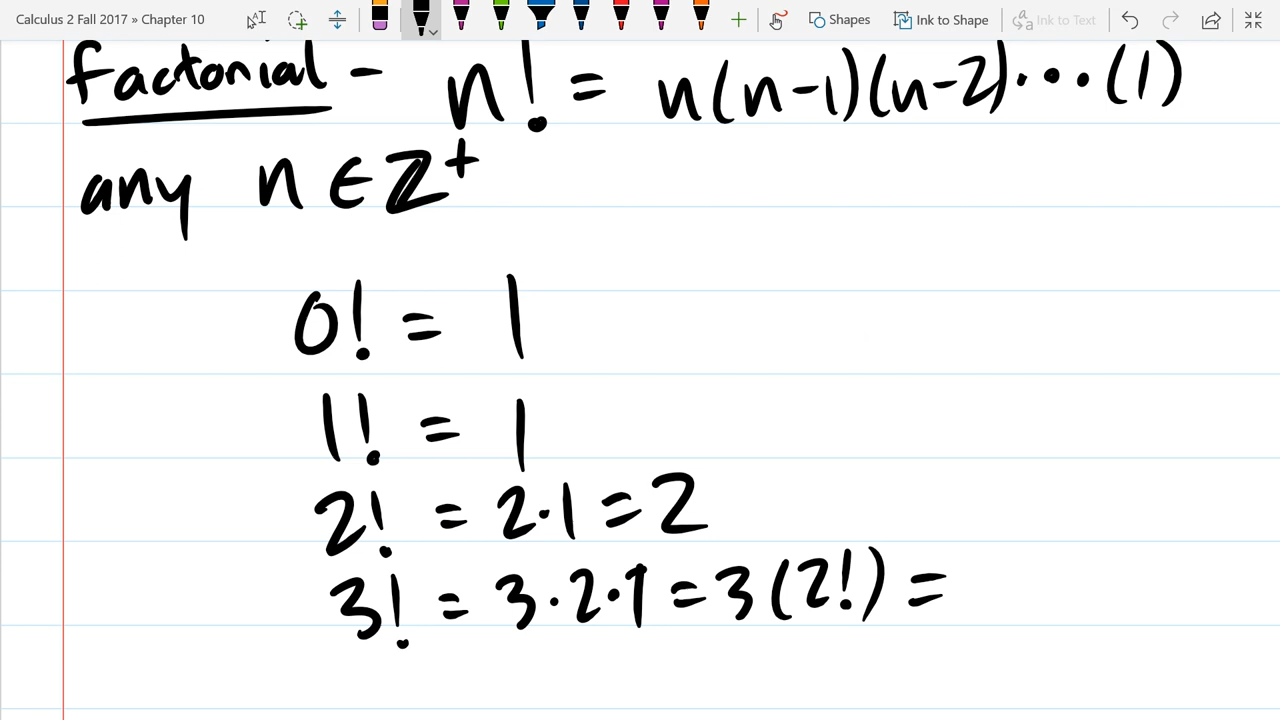 Calculus 2 Fall 2017 » Chapter 10 Shapes Ink to Shape Ink to Text
factorial - n! = n(n-1)(n-2)···(1)
any n ∈ ℤ⁺
0! = 1
1! = 1
2! = 2·1 = 2
3! = 3·2·1 = 3(2!) =